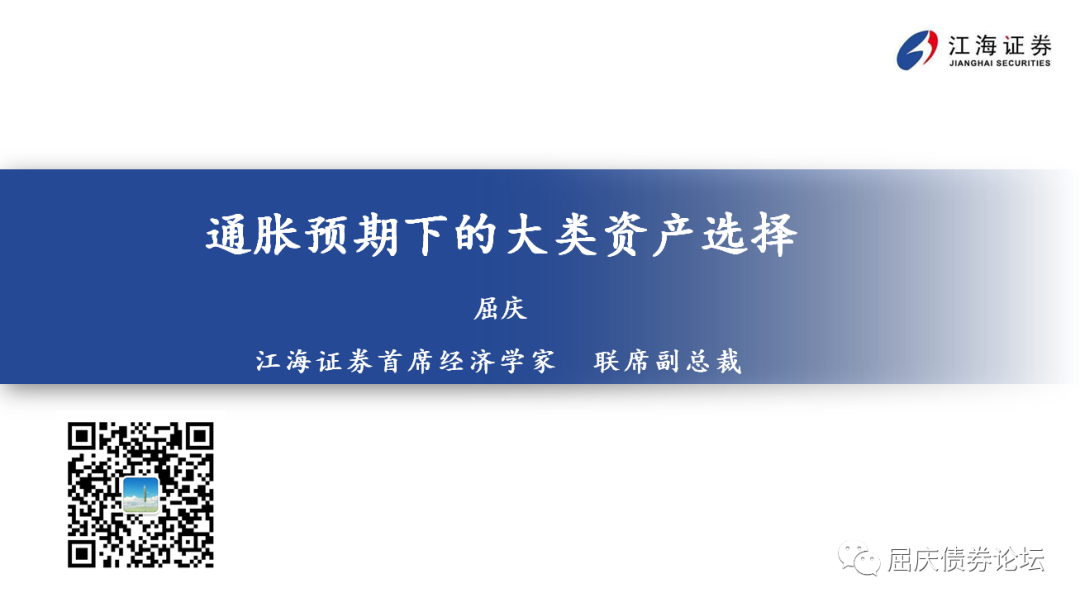 江海证券
JIANGHAI SECURITIES
通胀预期下的大类资产选择
屈庆
江海证券首席经济学家 联席副总裁
屈庆债券论坛